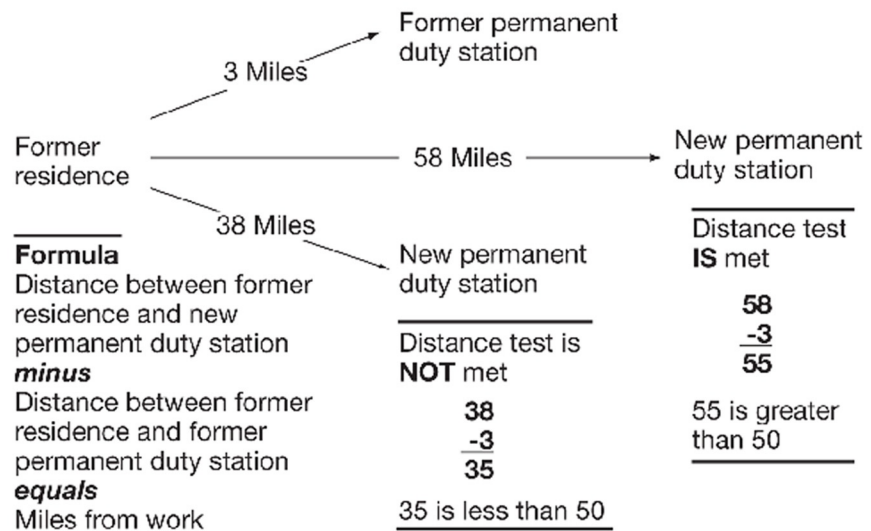 Former permanent
duty station
3 Miles
Former
residence
58 Miles
New permanent
duty station
38 Miles
New permanent
duty station
Formula
Distance between former
residence and new
permanent duty station
minus
Distance between former
residence and former
permanent duty station
equals
Miles from work
Distance test is
NOT met
38
-3
35
35 is less than 50
Distance test
IS met
58
-3
55
55 is greater
than 50